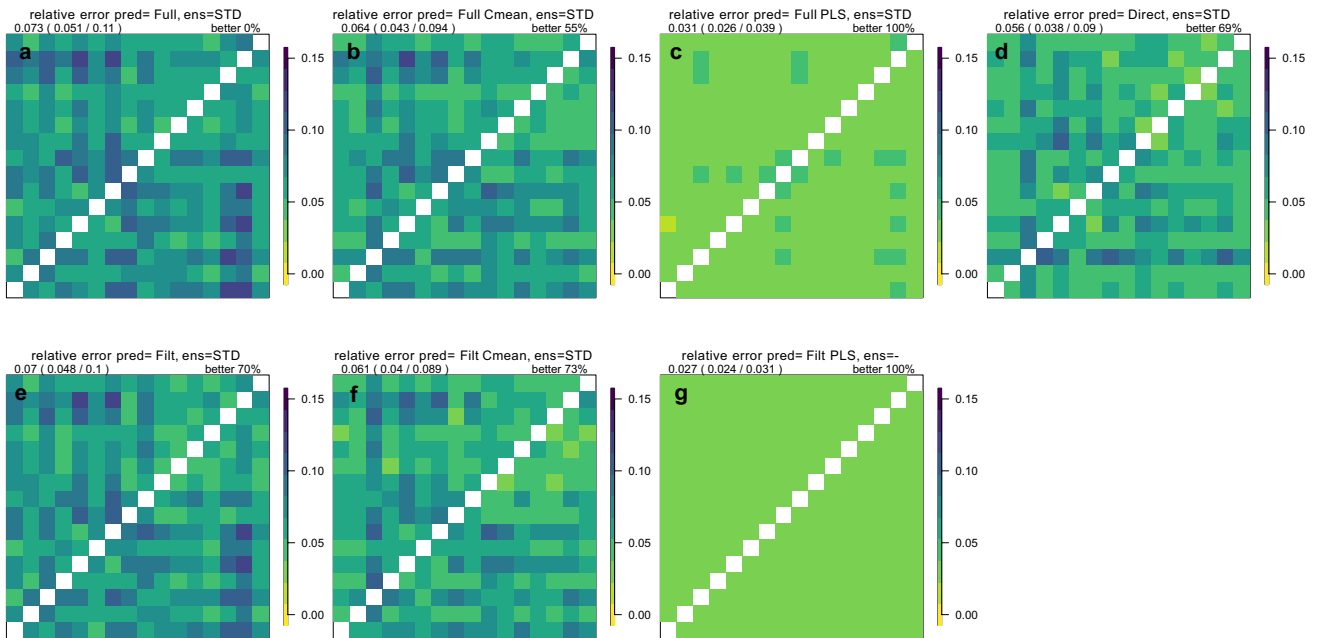 relative error pred= Full, ens=STD
0.073 ( 0.051 / 0.11 ) better 0%
a
0.15
0.10
0.05
0.00
relative error pred= Full Cmean, ens=STD
0.064 ( 0.043 / 0.094 ) better 55%
b
0.15
0.10
0.05
0.00
relative error pred= Full PLS, ens=STD
0.031 ( 0.026 / 0.039 ) better 100%
c
0.15
0.10
0.05
0.00
relative error pred= Direct, ens=STD
0.056 ( 0.038 / 0.09 ) better 69%
d
0.15
0.10
0.05
0.00
relative error pred= Filt, ens=STD
0.07 ( 0.048 / 0.1 ) better 70%
e
0.15
0.10
0.05
0.00
relative error pred= Filt Cmean, ens=STD
0.061 ( 0.04 / 0.089 ) better 73%
f
0.15
0.10
0.05
0.00
relative error pred= Filt PLS, ens=-
0.027 ( 0.024 / 0.031 ) better 100%
g
0.15
0.10
0.05
0.00